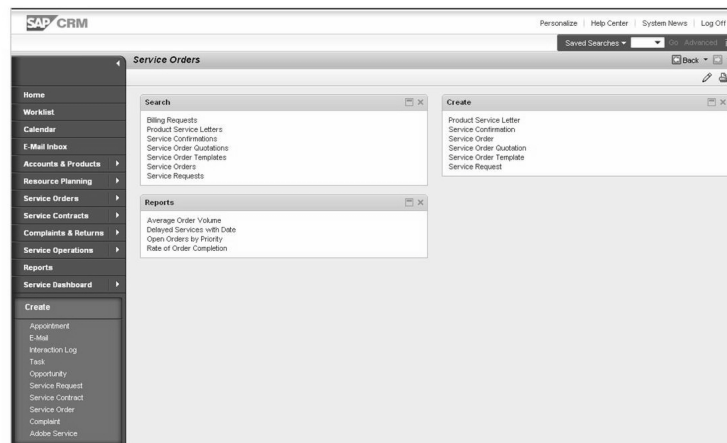 SAP CRM
Personalize | Help Center | System News | Log Off
Saved Searches Go Advanced
Service Orders
Back
Home
Worklist
Calendar
E-Mail Inbox
Accounts & Products
Resource Planning
Service Orders
Service Contracts
Complaints & Returns
Service Operations
Reports
Service Dashboard
Create
Appointment
E-Mail
Interaction Log
Task
Opportunity
Service Request
Service Contract
Service Order
Complaint
Adobe Service
Search
Billing Requests
Product Service Letters
Service Confirmations
Service Order Quotations
Service Order Templates
Service Orders
Service Requests
Create
Product Service Letter
Service Confirmation
Service Order
Service Order Quotation
Service Order Template
Service Request
Reports
Average Order Volume
Delayed Services with Date
Open Orders by Priority
Rate of Order Completion